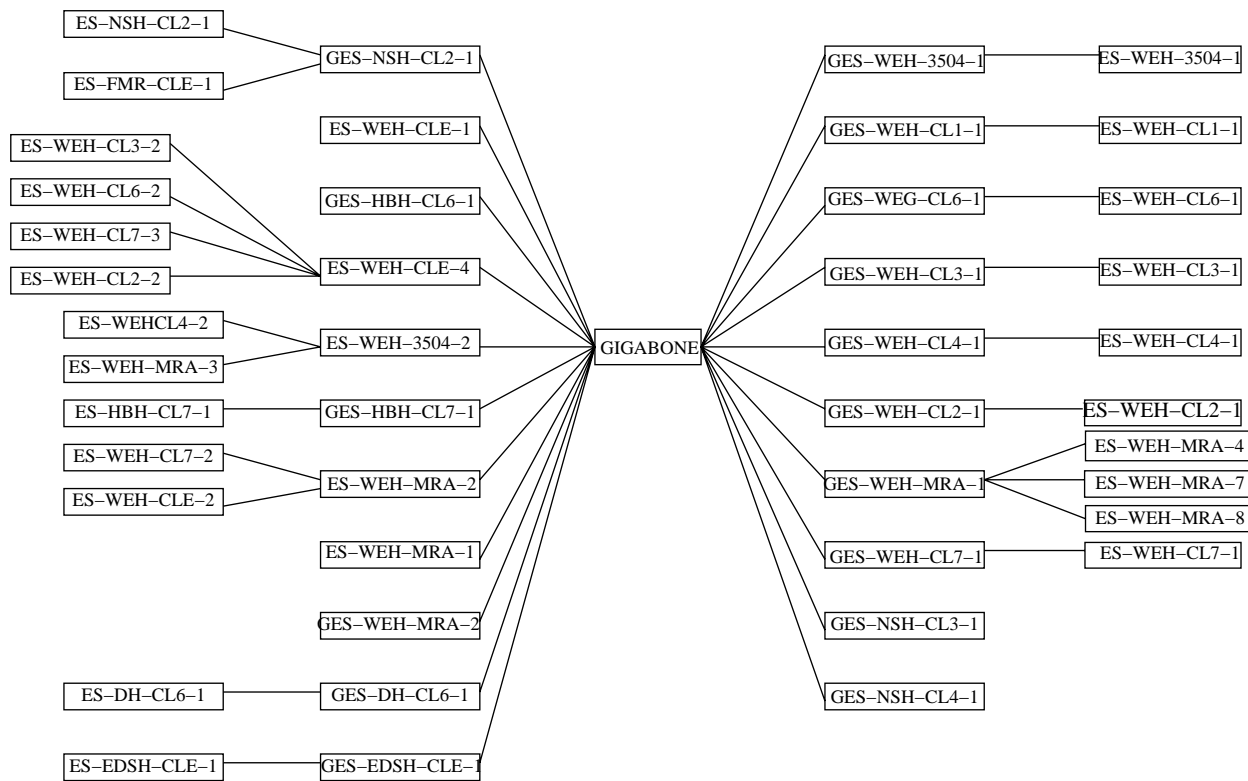 ES−NSH−CL2−1
GES−NSH−CL2−1
ES−FMR−CLE−1
ES−WEH−CLE−1
ES−WEH−CL3−2
ES−WEH−CL6−2
GES−HBH−CL6−1
ES−WEH−CL7−3
ES−WEH−CL2−2
ES−WEH−CLE−4
ES−WEHCL4−2
ES−WEH−3504−2
ES−WEH−MRA−3
ES−HBH−CL7−1
GES−HBH−CL7−1
ES−WEH−CL7−2
ES−WEH−MRA−2
ES−WEH−CLE−2
ES−WEH−MRA−1
GES−WEH−MRA−2
ES−DH−CL6−1
GES−DH−CL6−1
ES−EDSH−CLE−1
GES−EDSH−CLE−1
GIGABONE
GES−WEH−3504−1
ES−WEH−3504−1
GES−WEH−CL1−1
ES−WEH−CL1−1
GES−WEG−CL6−1
ES−WEH−CL6−1
GES−WEH−CL3−1
ES−WEH−CL3−1
GES−WEH−CL4−1
ES−WEH−CL4−1
GES−WEH−CL2−1
ES−WEH−CL2−1
ES−WEH−MRA−4
GES−WEH−MRA−1
ES−WEH−MRA−7
ES−WEH−MRA−8
GES−WEH−CL7−1
ES−WEH−CL7−1
GES−NSH−CL3−1
GES−NSH−CL4−1